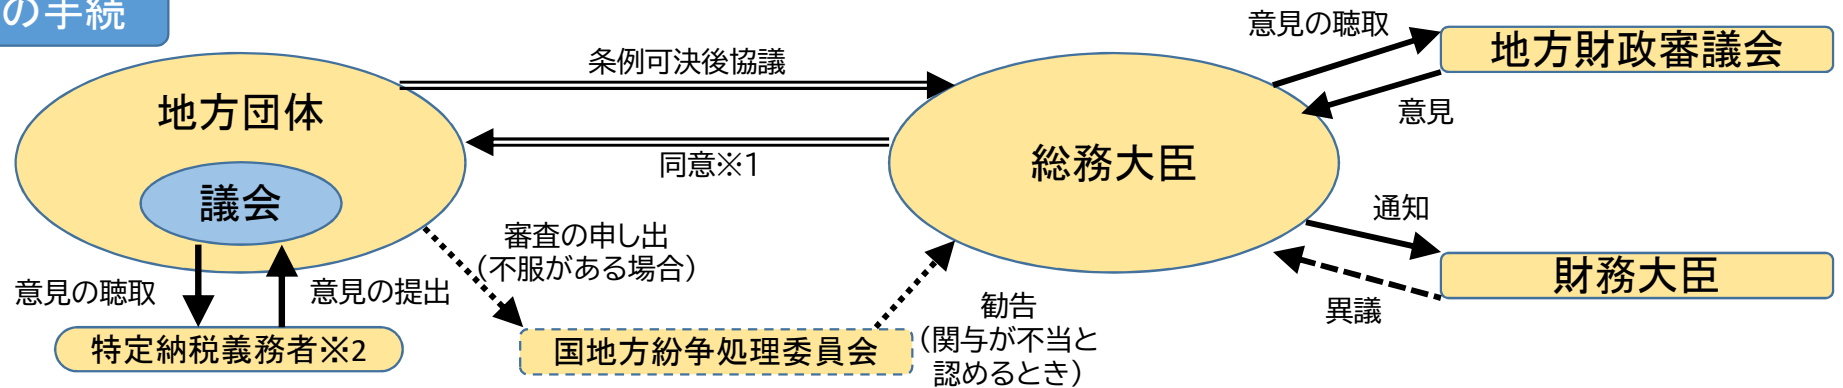 の手続
意見の聴取
地方財政審議会
条例可決後協議
地方団体
意見
同意※1
総務大臣
議会
通知
審査の申し出
（不服がある場合）
財務大臣
意見の聴取
意見の提出
異議
勧告
（関与が不当と
認めるとき）
特定納税義務者※2
国地方紛争処理委員会